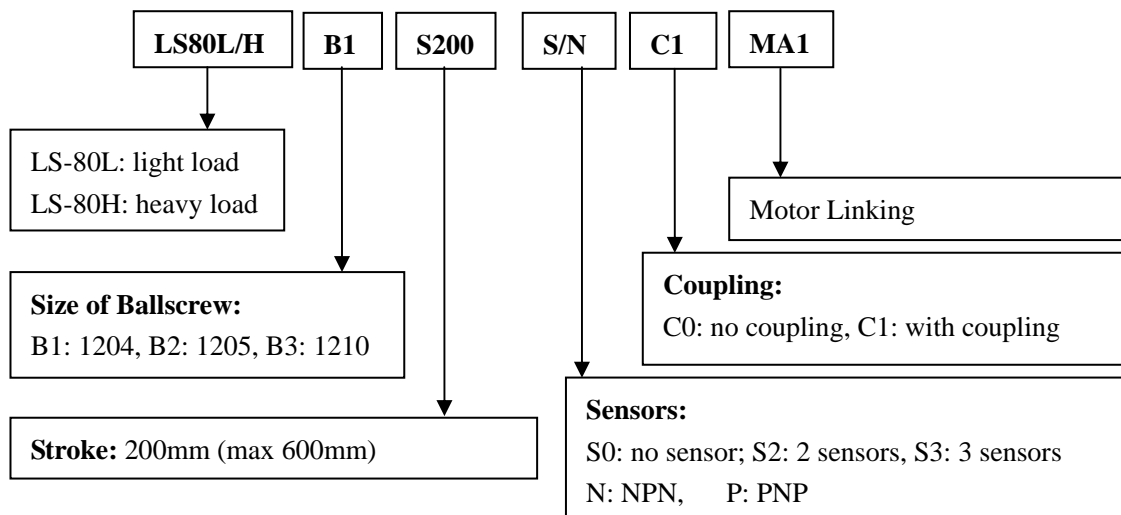 LS80L/H B1 S200 S/N C1 MA1
LS-80L: light load
LS-80H: heavy load
Motor Linking
Size of Ballscrew:
B1: 1204, B2: 1205, B3: 1210
Coupling:
C0: no coupling, C1: with coupling
Stroke: 200mm (max 600mm)
Sensors:
S0: no sensor; S2: 2 sensors, S3: 3 sensors
N: NPN, P: PNP